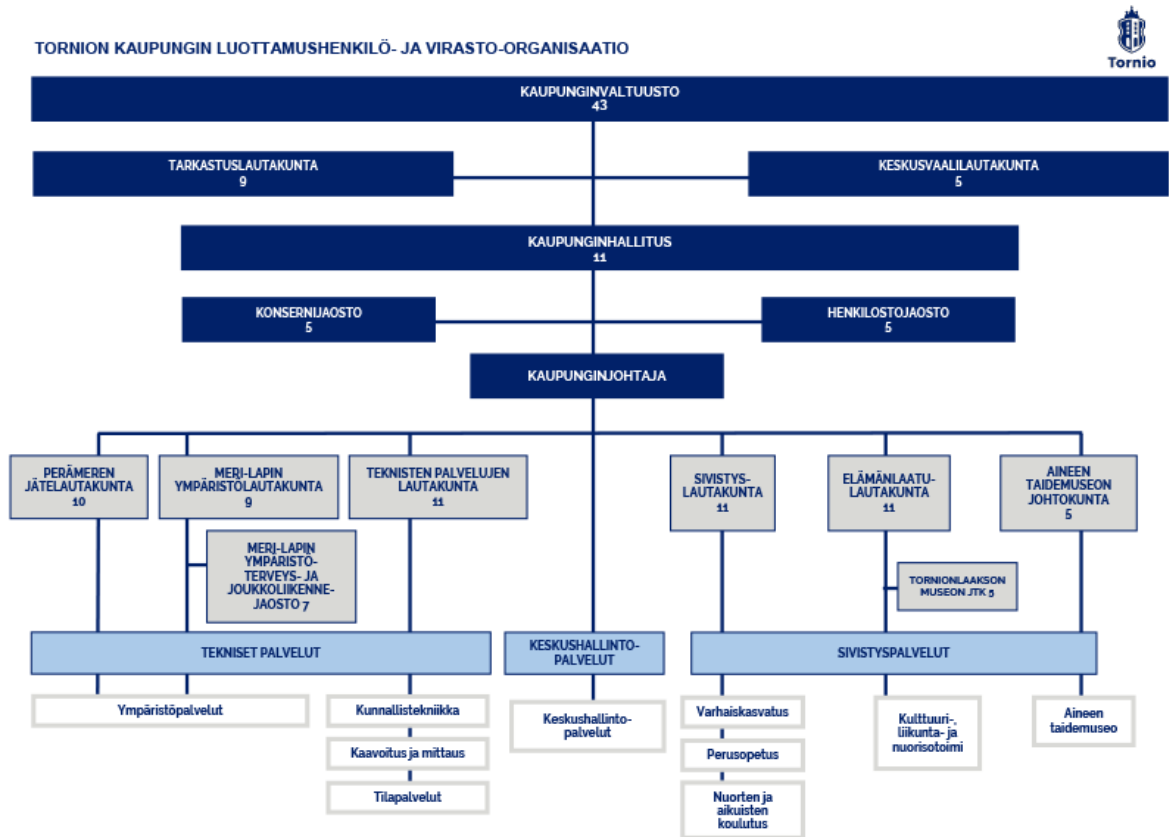 TORNION KAUPUNGIN LUOTTAMUSHENKILÖ- JA VIRASTO-ORGANISAATIO
Tornio
KAUPUNGINVALTUUSTO
43
TARKASTUSLAUTAKUNTA
9
KESKUSVAALILAUTAKUNTA
5
KAUPUNGINHALLITUS
11
KONSERNIJAOSTO
5
HENKILOSTOJAOSTO
5
KAUPUNGINJOHTAJA
PERÄMEREN
JÄTELAUTAKUNTA
10
MERI-LAPIN
YMPÄRISTÖLAUTAKUNTA
9
TEKNISTEN PALVELUJEN
LAUTAKUNTA
11
SIVISTYS-
LAUTAKUNTA
11
ELÄMÄNLAATU-
LAUTAKUNTA
11
AINEEN
TAIDEMUSEON
JOHTOKUNTA
5
MERI-LAPIN
YMPÄRISTÖ-
TERVEYS- JA
JOUKKOLIIKENNE-
JAOSTO 7
TORNIONLAAKSON
MUSEON JTK 5
TEKNISET PALVELUT
KESKUSHALLINTO-
PALVELUT
SIVISTYSPALVELUT
Ympäristöpalvelut
Kunnallistekniikka
Kaavoitus ja mittaus
Tilapalvelut
Keskushallinto-
palvelut
Varhaiskasvatus
Perusopetus
Nuorten ja
aikuisten
koulutus
Kulttuuri-,
liikunta- ja
nuorisotoimi
Aineen
taidemuseo